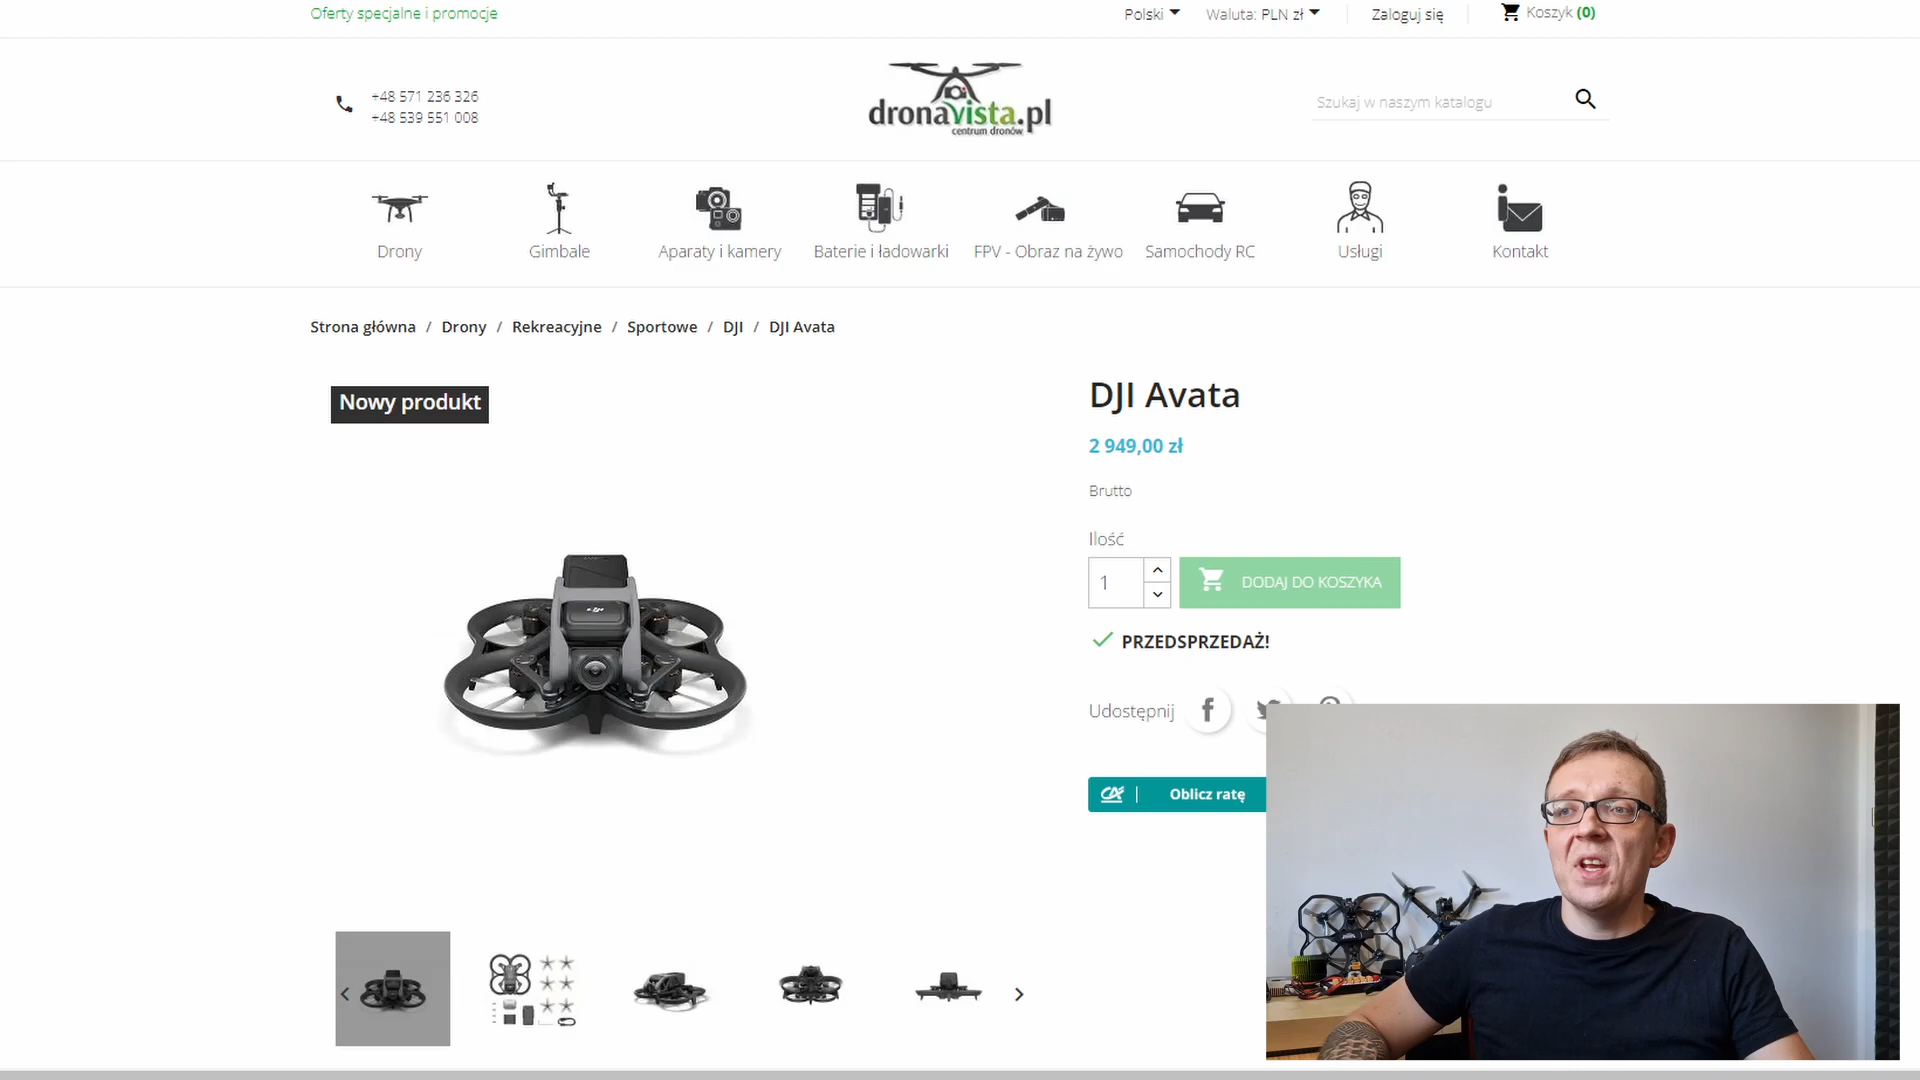 Oferty specjalne i promocje
Polski
Waluta: PLN zł
Zaloguj się
Koszyk (0)
+48 571 236 326
+48 539 551 008
dronavista.pl
centrum dronów
Szukaj w naszym katalogu
Drony
Gimbale
Aparaty i kamery
Baterie i ładowarki
FPV - Obraz na żywo
Samochody RC
Usługi
Kontakt
Strona główna / Drony / Rekreacyjne / Sportowe / DJI / DJI Avata
Nowy produkt
DJI Avata
2 949,00 zł
Brutto
Ilość
1
DODAJ DO KOSZYKA
PRZEDSPRZEDAŻ!
Udostępnij
CA | Oblicz ratę